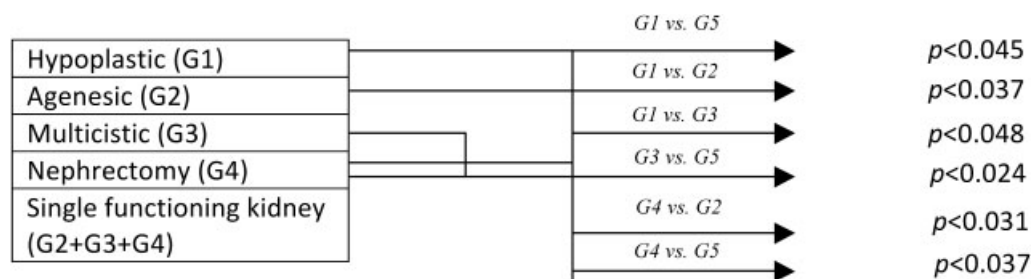 G1 vs. G5
Hypoplastic (G1)
p<0.045
G1 vs. G2
Agenesic (G2)
p<0.037
G1 vs. G3
Multicistic (G3)
p<0.048
G3 vs. G5
Nephrectomy (G4)
p<0.024
Single functioning kidney
G4 vs. G2
p<0.031
(G2+G3+G4)
G4 vs. G5
p<0.037